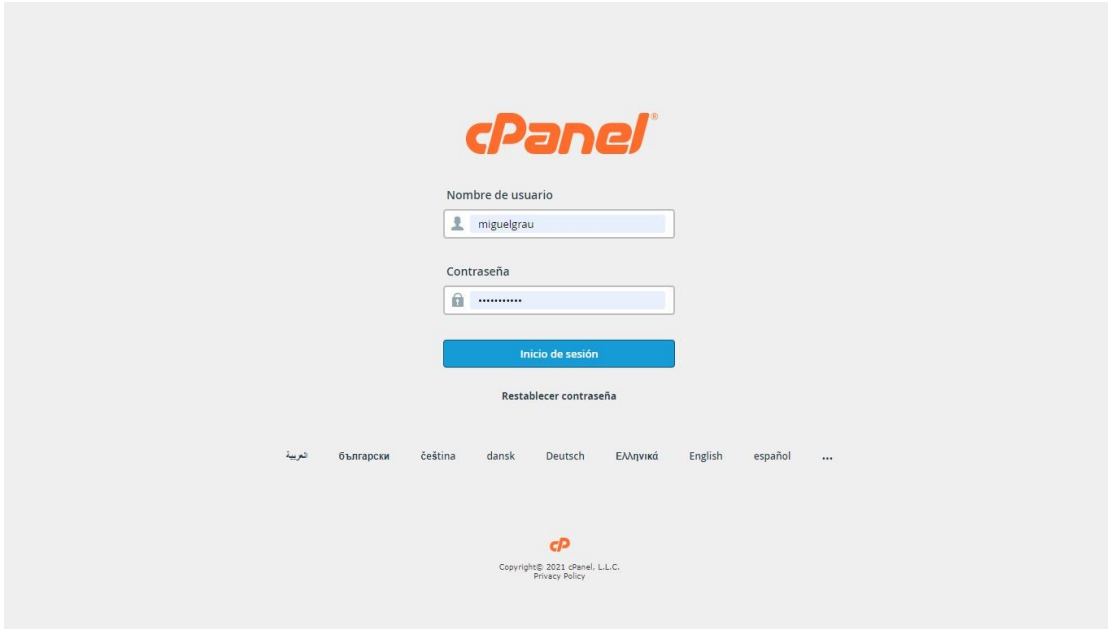 cPanel®
Nombre de usuario
miguelgrau
Contraseña
•••••••••••
Inicio de sesión
Restablecer contraseña
العربية български čeština dansk Deutsch Ελληνικά English español ...
cP
Copyright© 2021 cPanel, L.L.C.
Privacy Policy